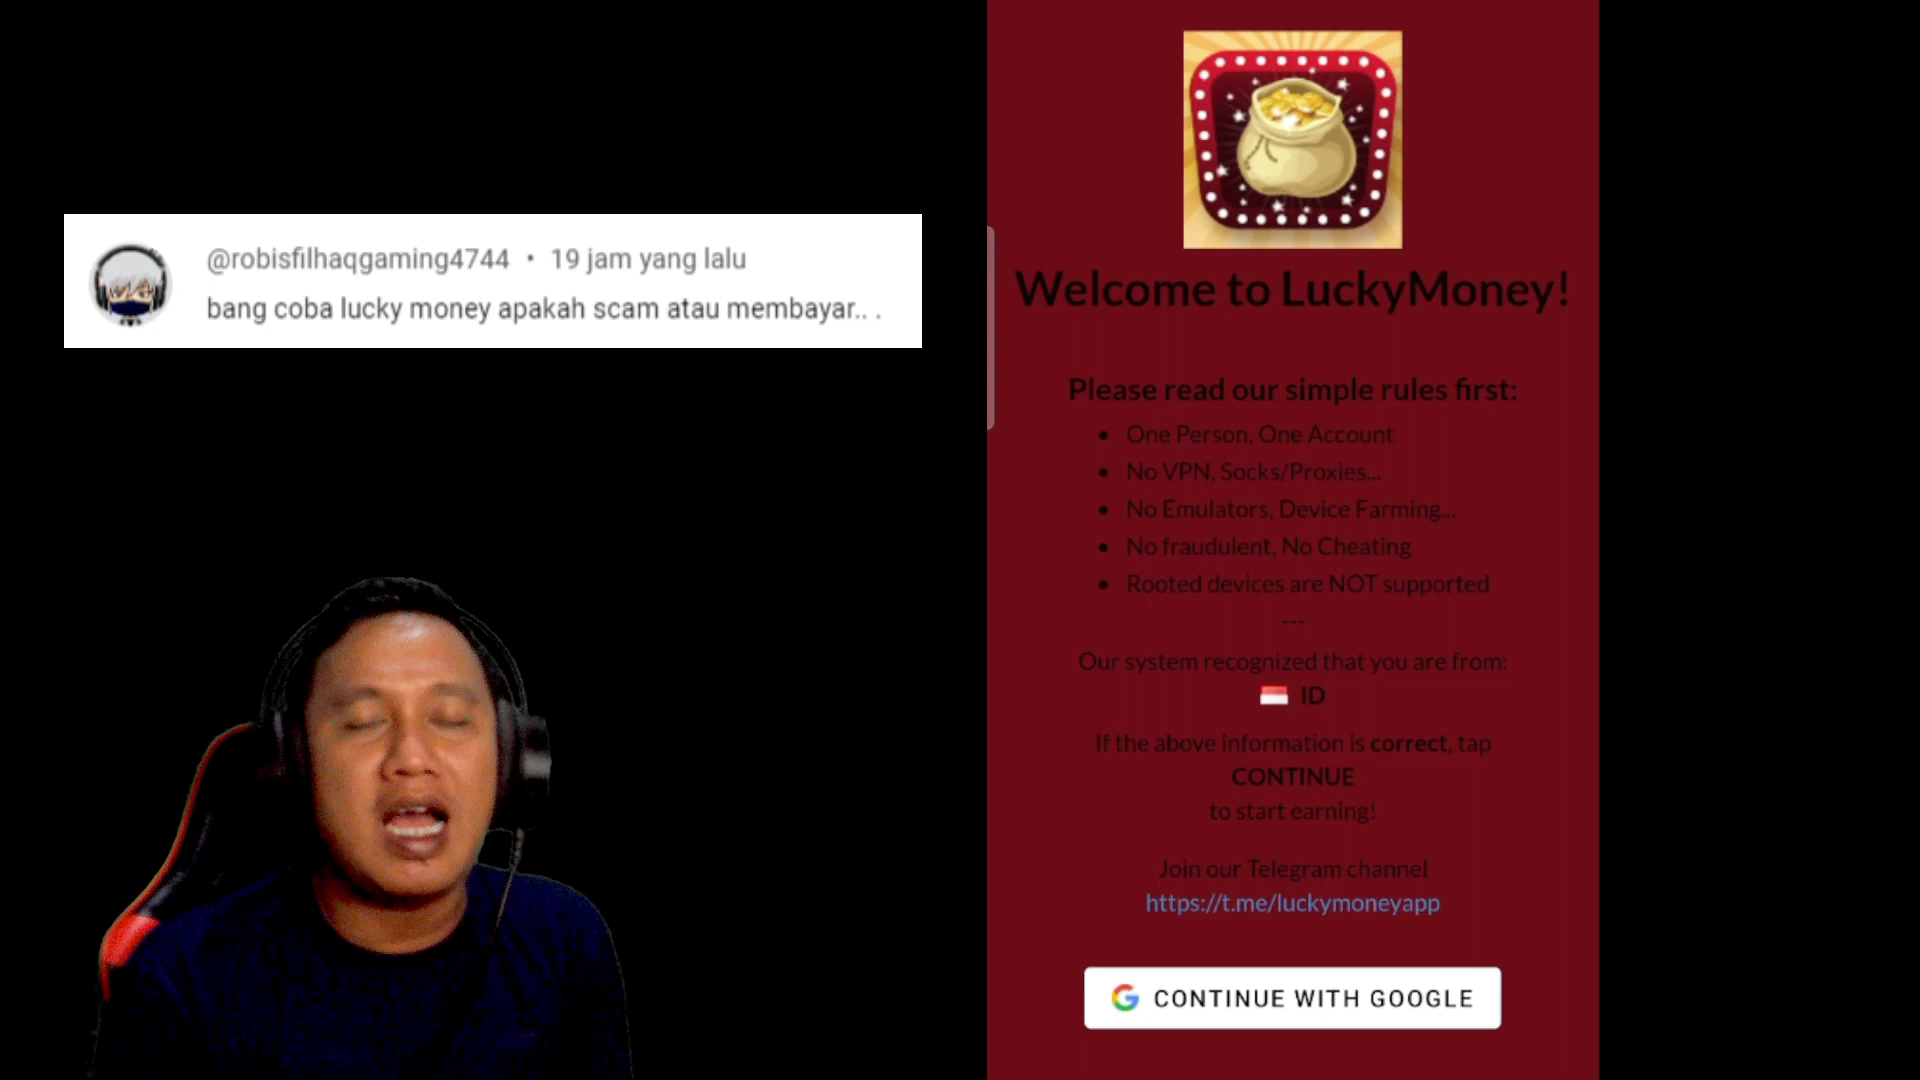 @robisfilhaqgaming4744 • 19 jam yang lalu
bang coba lucky money apakah scam atau membayar.. .
Welcome to LuckyMoney!
Please read our simple rules first:
• One Person, One Account
• No VPN, Socks/Proxies...
• No Emulators, Device Farming...
• No fraudulent, No Cheating
• Rooted devices are NOT supported
---
Our system recognized that you are from:
ID
If the above information is correct, tap
CONTINUE
to start earning!
Join our Telegram channel
https://t.me/luckymoneyapp
CONTINUE WITH GOOGLE